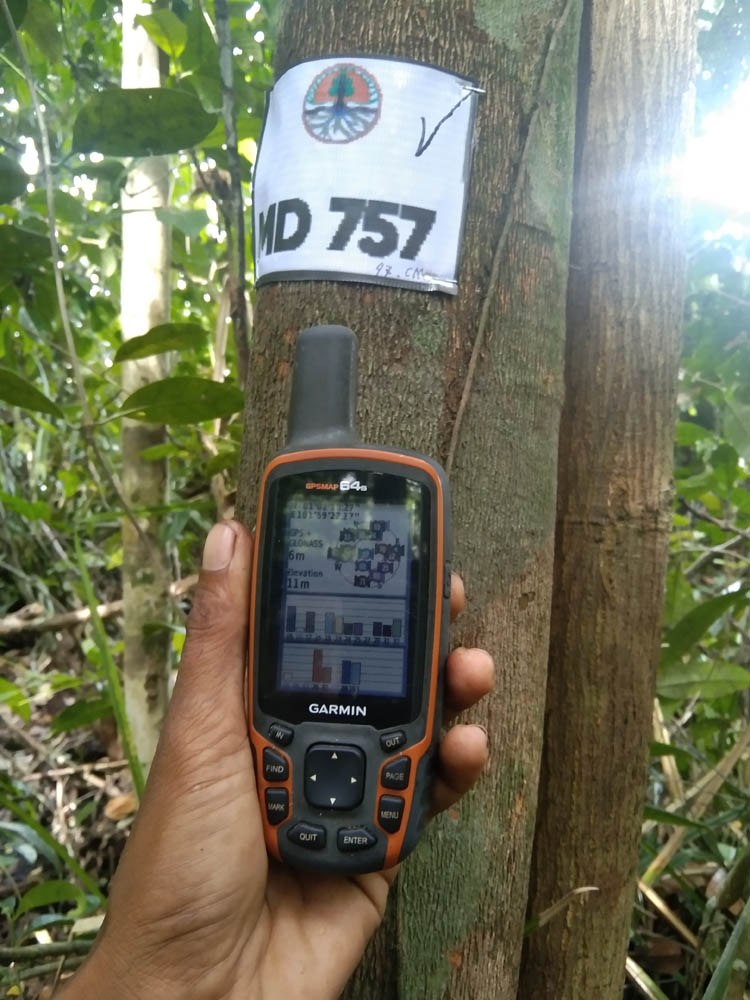 MD 757
GPSMAP 64s
GPS +
GLONASS
6m
Elevation
11m
GARMIN
IN
OUT
FIND
PAGE
MARK
MENU
QUIT
ENTER